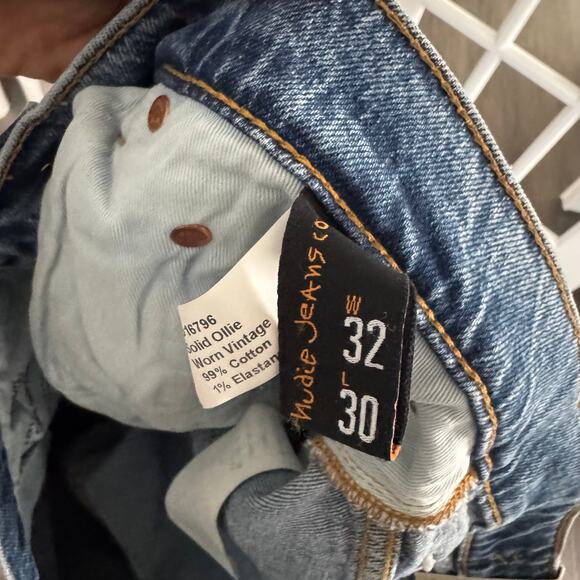 16796
Solid Ollie
Worn Vintage
99% Cotton
1% Elastan
Nudie Jeans co
W
32
L
30